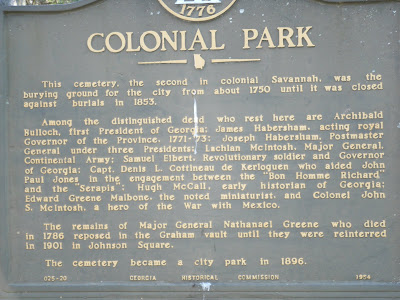 1776
COLONIAL PARK
This cemetery, the second in colonial Savannah, was the
burying ground for the city from about 1750 until it was closed
against burials in 1853.
Among the distinguished dead who rest here are Archibald
Bulloch, first President of Georgia; James Habersham, acting royal
Governor of the Province, 1771-'73; Joseph Habersham, Postmaster
General under three Presidents; Lachlan McIntosh, Major General,
Continental Army; Samuel Elbert, Revolutionary soldier and Governor
of Georgia; Capt. Denis L. Cottineau de Kerloguen who aided John
Paul Jones in the engagement between the "Bon Homme Richard"
and the "Serapis"; Hugh McCall, early historian of Georgia;
Edward Greene Malbone, the noted miniaturist, and Colonel John
S. McIntosh, a hero of the War with Mexico.
The remains of Major General Nathanael Greene who died
in 1786 reposed in the Graham vault until they were reinterred
in 1901 in Johnson Square.
The cemetery became a city park in 1896.
025-20 GEORGIA HISTORICAL COMMISSION 1954